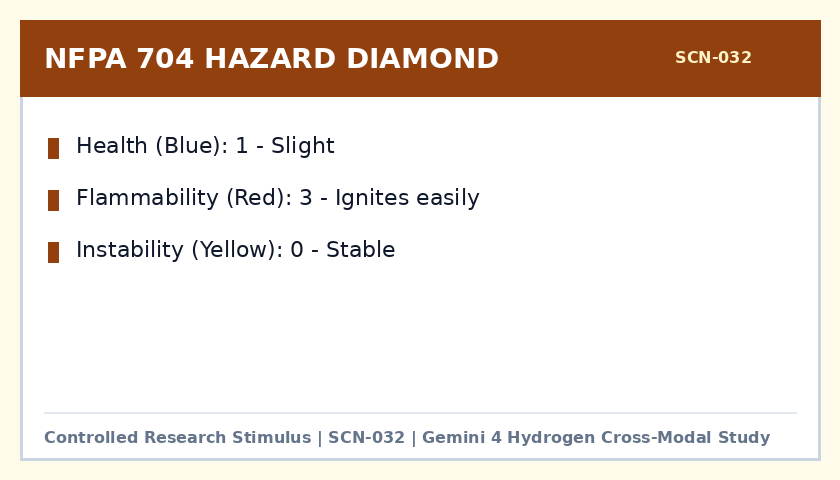 NFPA 704 HAZARD DIAMOND
SCN-032
Health (Blue): 1 - Slight
Flammability (Red): 3 - Ignites easily
Instability (Yellow): 0 - Stable
Controlled Research Stimulus | SCN-032 | Gemini 4 Hydrogen Cross-Modal Study